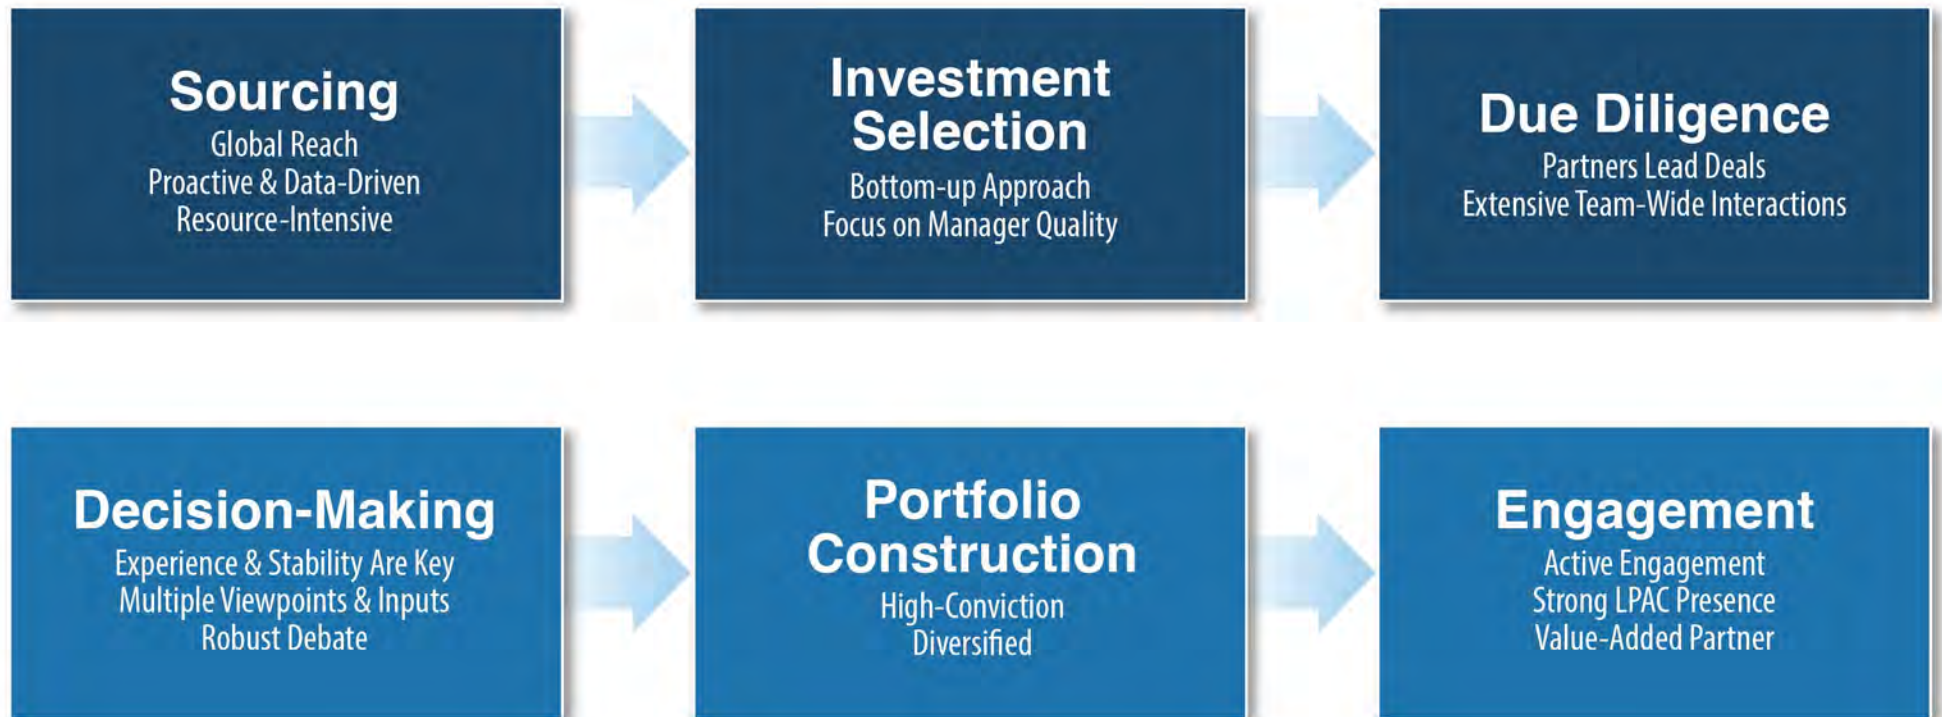 Sourcing
Global Reach
Proactive & Data-Driven
Resource-Intensive
Investment
Selection
Bottom-up Approach
Focus on Manager Quality
Due Diligence
Partners Lead Deals
Extensive Team-Wide Interactions
Decision-Making
Experience & Stability Are Key
Multiple Viewpoints & Inputs
Robust Debate
Portfolio
Construction
High-Conviction
Diversified
Engagement
Active Engagement
Strong LPAC Presence
Value-Added Partner